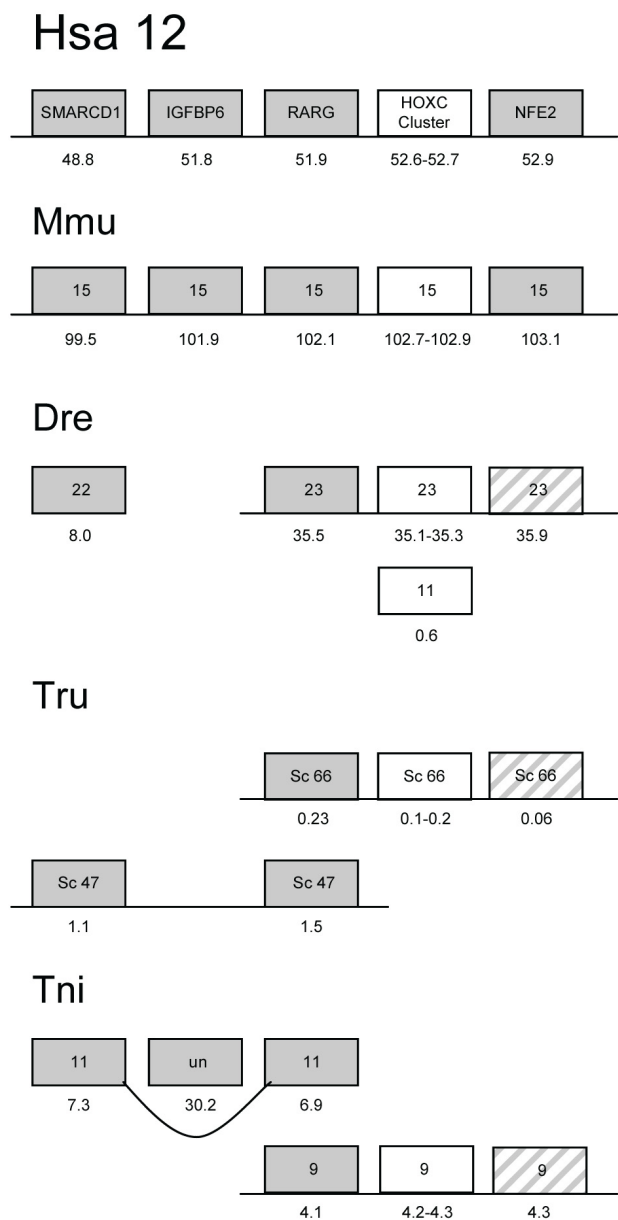 Hsa 12
SMARCD1 IGFBP6 RARG HOXC Cluster NFE2
48.8 51.8 51.9 52.6-52.7 52.9
Mmu
15 15 15 15 15
99.5 101.9 102.1 102.7-102.9 103.1
Dre
22 23 23 23
8.0 35.5 35.1-35.3 35.9
11
0.6
Tru
Sc 66 Sc 66 Sc 66
0.23 0.1-0.2 0.06
Sc 47 Sc 47
1.1 1.5
Tni
11 un 11
7.3 30.2 6.9
9 9 9
4.1 4.2-4.3 4.3